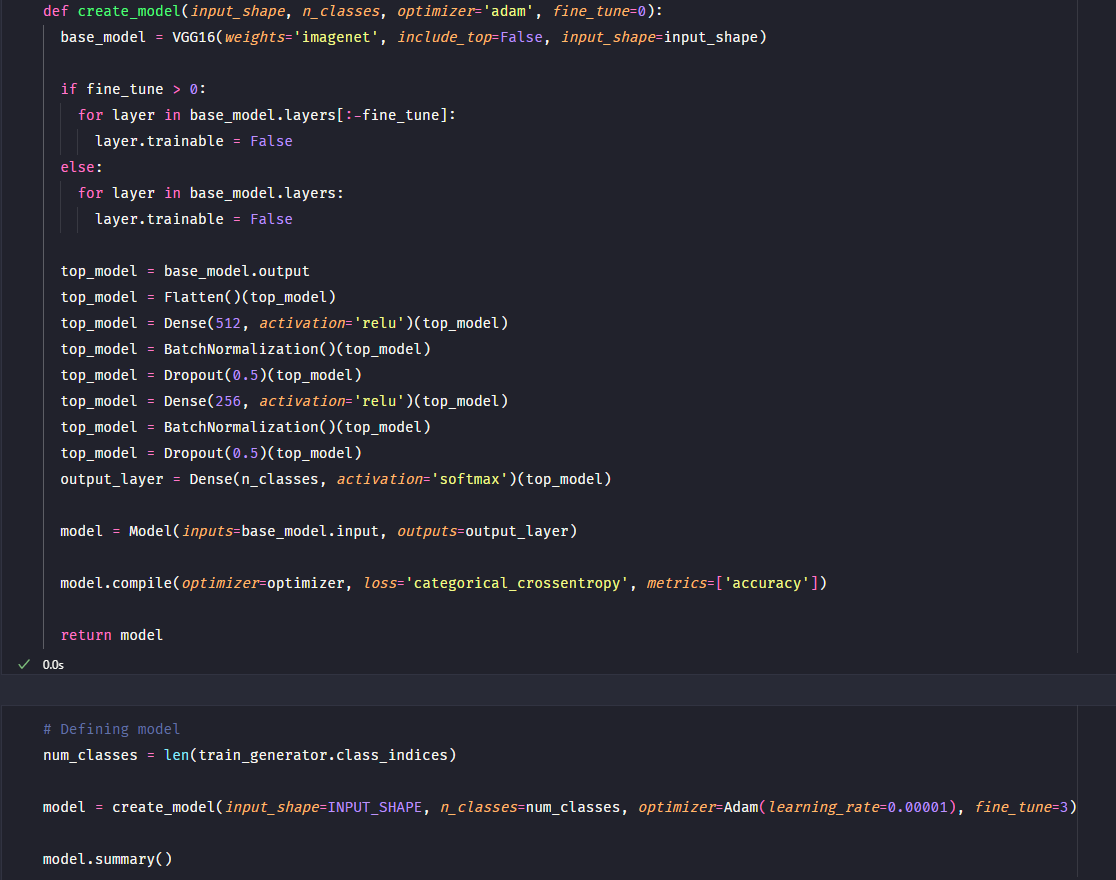 def create_model(input_shape, n_classes, optimizer='adam', fine_tune=0):
  base_model = VGG16(weights='imagenet', include_top=False, input_shape=input_shape)
  if fine_tune > 0:
    for layer in base_model.layers[:-fine_tune]:
      layer.trainable = False
  else:
    for layer in base_model.layers:
      layer.trainable = False
  top_model = base_model.output
  top_model = Flatten()(top_model)
  top_model = Dense(512, activation='relu')(top_model)
  top_model = BatchNormalization()(top_model)
  top_model = Dropout(0.5)(top_model)
  top_model = Dense(256, activation='relu')(top_model)
  top_model = BatchNormalization()(top_model)
  top_model = Dropout(0.5)(top_model)
  output_layer = Dense(n_classes, activation='softmax')(top_model)
  model = Model(inputs=base_model.input, outputs=output_layer)
  model.compile(optimizer=optimizer, loss='categorical_crossentropy', metrics=['accuracy'])
  return model
0.0s
# Defining model
num_classes = len(train_generator.class_indices)
model = create_model(input_shape=INPUT_SHAPE, n_classes=num_classes, optimizer=Adam(learning_rate=0.00001), fine_tune=3)
model.summary()